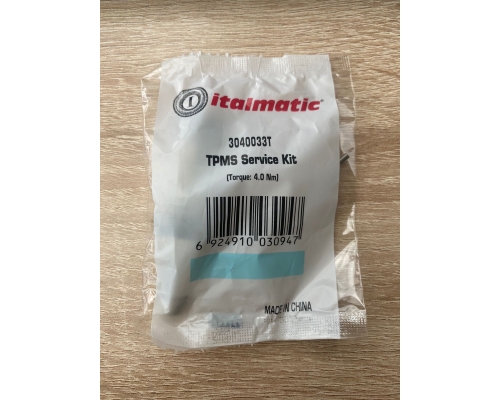 italmatic®
3040033T
TPMS Service Kit
(Torque: 4.0 Nm)
6 924910 030947
MADE IN CHINA